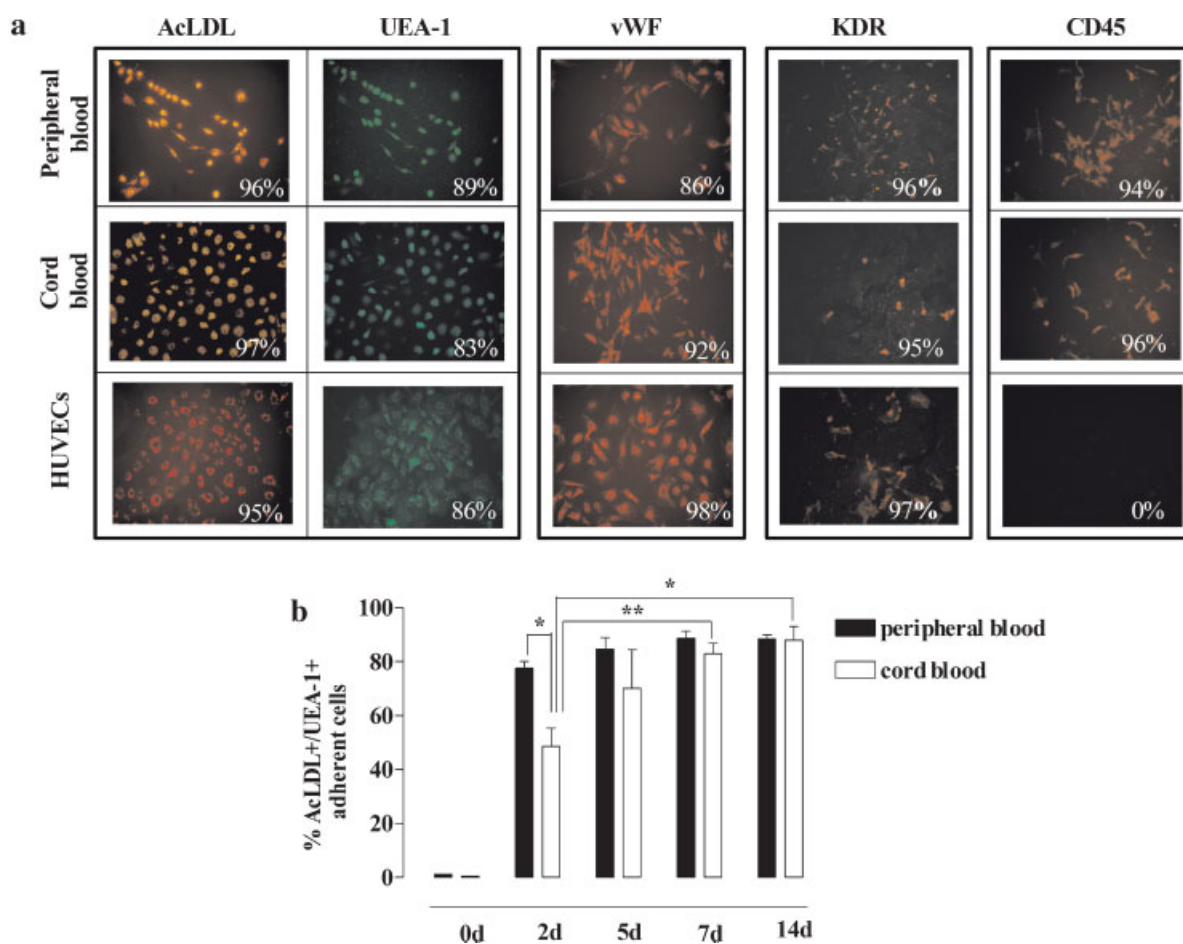 a
AcLDL UEA-1 vWF KDR CD45
Peripheral
blood
96% 89% 86% 96% 94%
Cord
blood
97% 83% 92% 95% 96%
HUVECs
95% 86% 98% 97% 0%
b
% AcLDL+/UEA-1+
adherent cells
100
80
60
40
20
0
* ** *
peripheral blood
cord blood
0d 2d 5d 7d 14d